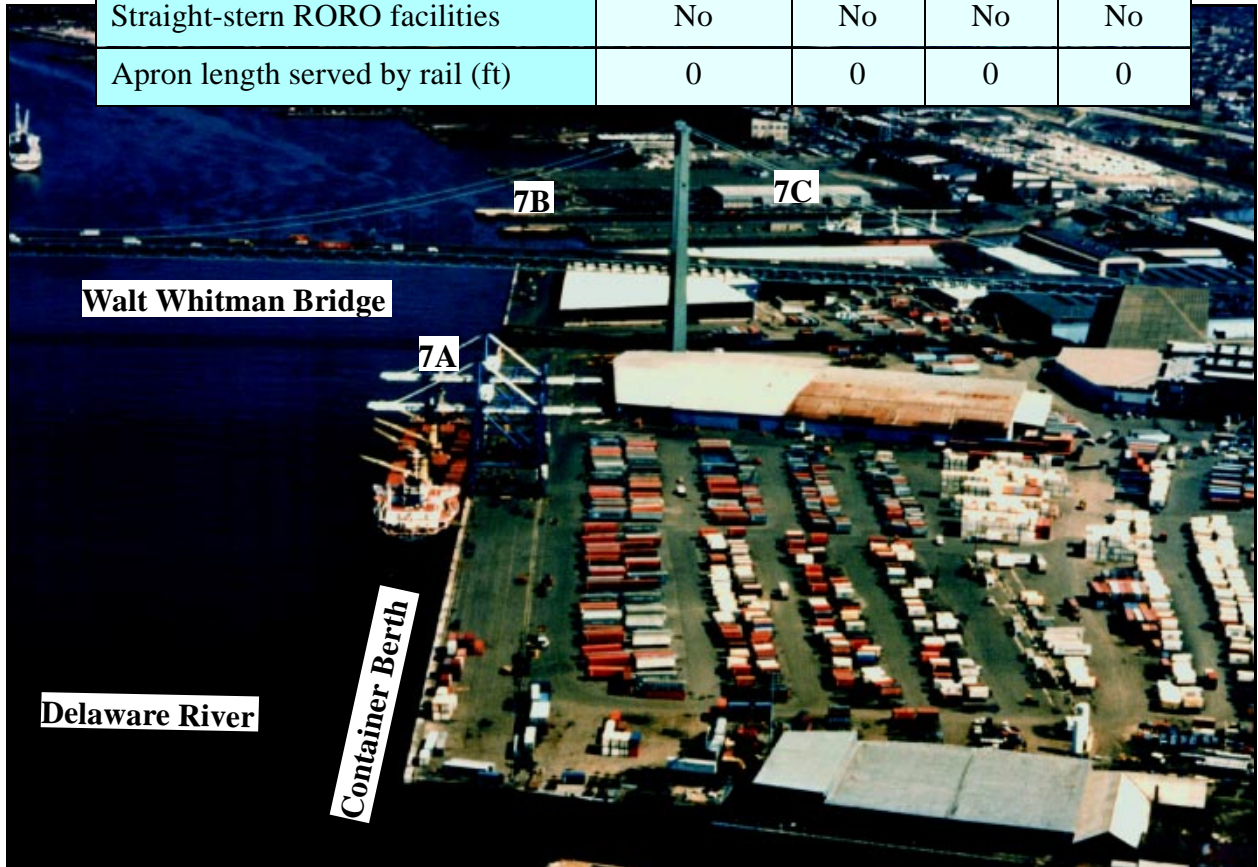 Straight-stern RORO facilities No No No No
Apron length served by rail (ft) 0 0 0 0
7B
7C
Walt Whitman Bridge
7A
Container Berth
Delaware River